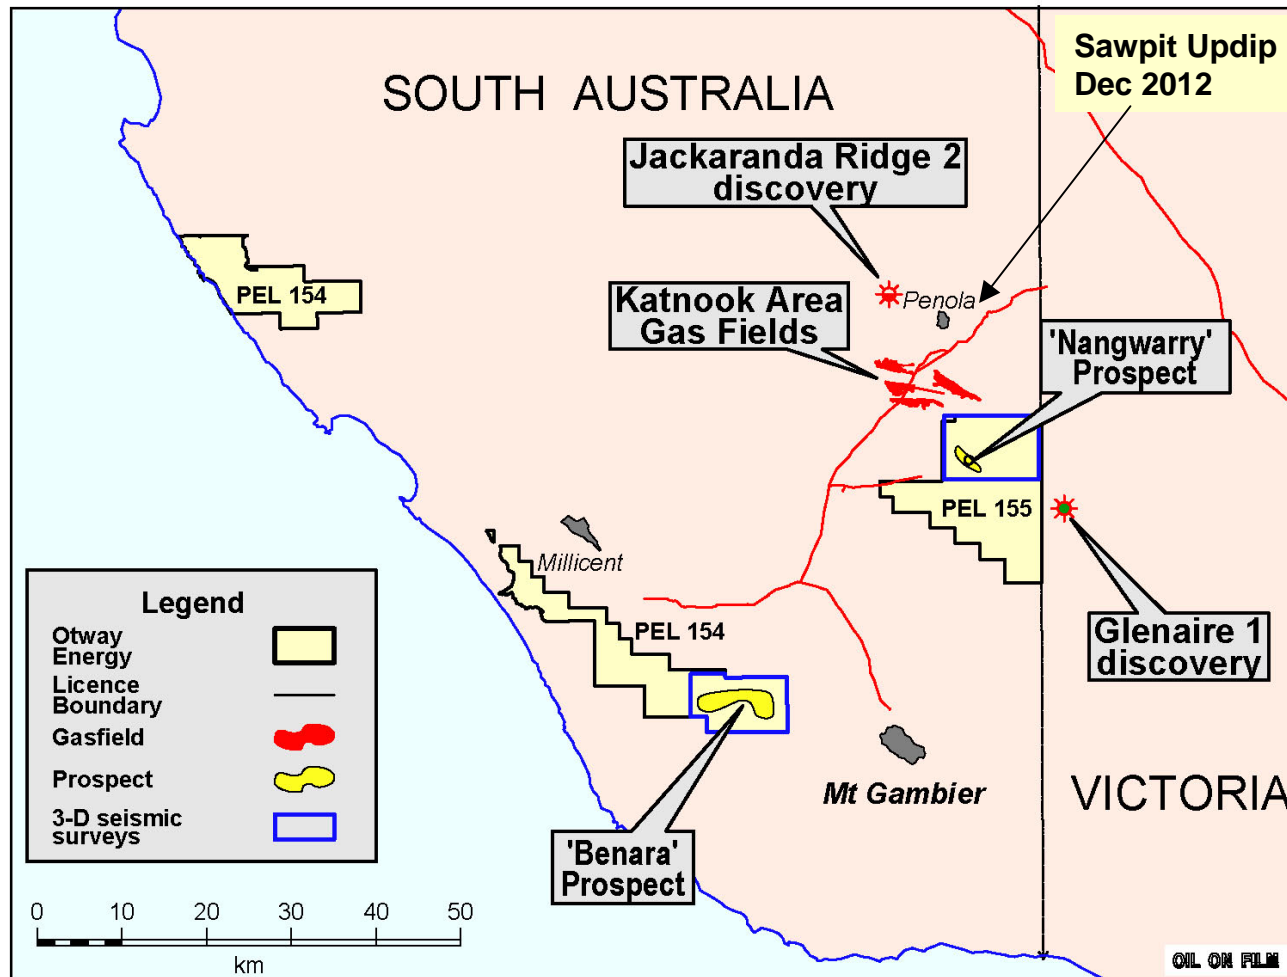 Sawpit Updip
Dec 2012
SOUTH AUSTRALIA
Jackaranda Ridge 2
discovery
PEL 154
Katnook Area
Gas Fields
Penola
'Nangwarry'
Prospect
PEL 155
Millicent
PEL 154
Glenaire 1
discovery
Mt Gambier
VICTORIA
'Benara'
Prospect
Legend
Otway
Energy
Licence
Boundary
Gasfield
Prospect
3-D seismic
surveys
0 10 20 30 40 50
km
OIL ON FILM